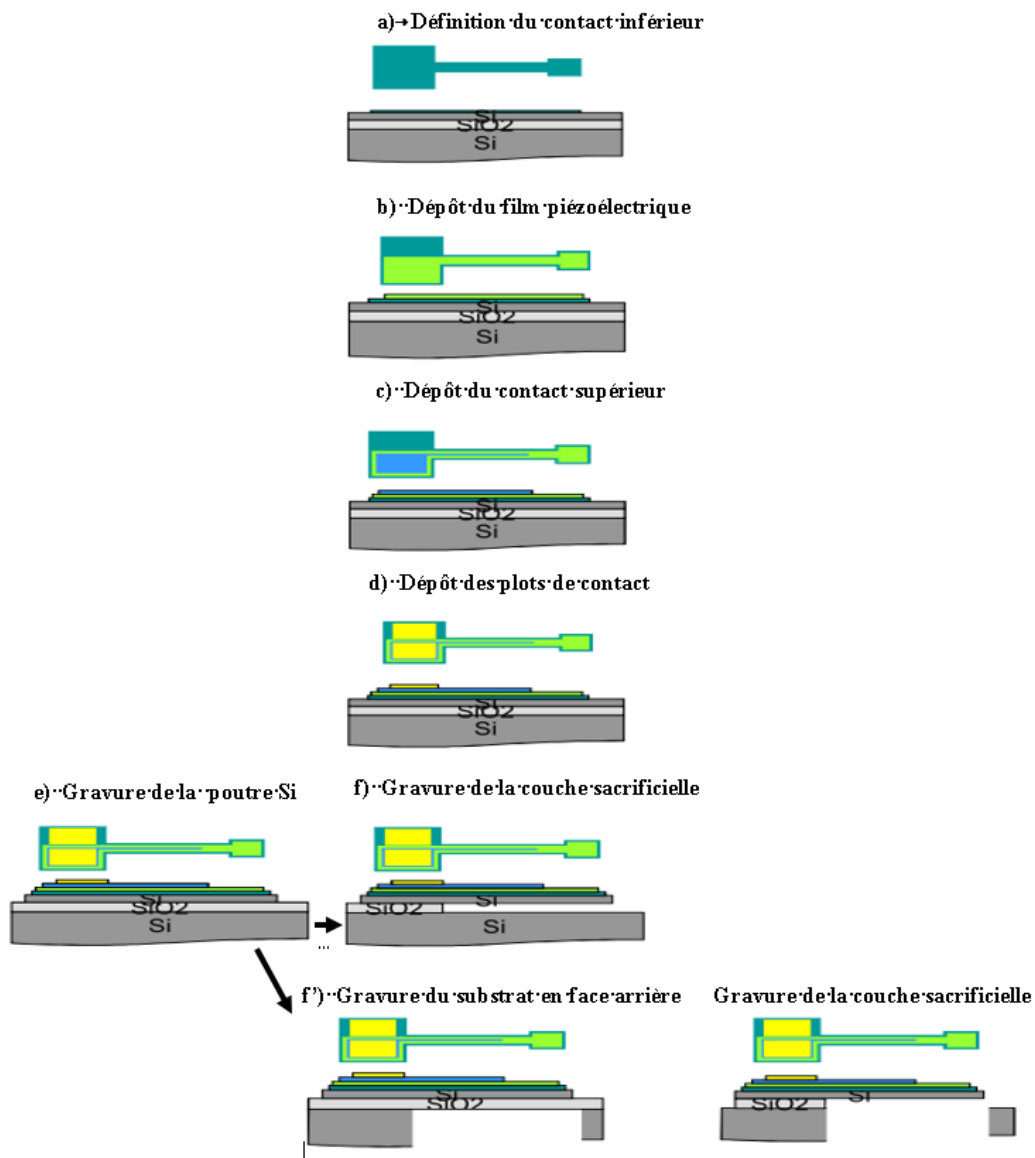 a)→Définition·du·contact·inférieur
Si
SiO2
Si
b)··Dépôt·du·film·piézoélectrique
Si
SiO2
Si
c)··Dépôt·du·contact·supérieur
Si
SiO2
Si
d)··Dépôt·des·plots·de·contact
Si
SiO2
Si
e)··Gravure·de·la··poutre·Si
Si
SiO2
Si
...
f)··Gravure·de·la·couche·sacrificielle
Si
SiO2
Si
f’)··Gravure·du·substrat·en·face·arrière
Si
SiO2
Gravure·de·la·couche·sacrificielle
Si
SiO2